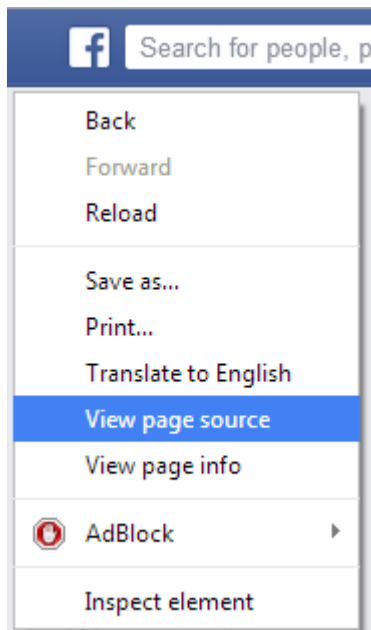 f Search for people, p
Back
Forward
Reload
Save as...
Print...
Translate to English
View page source
View page info
AdBlock
Inspect element